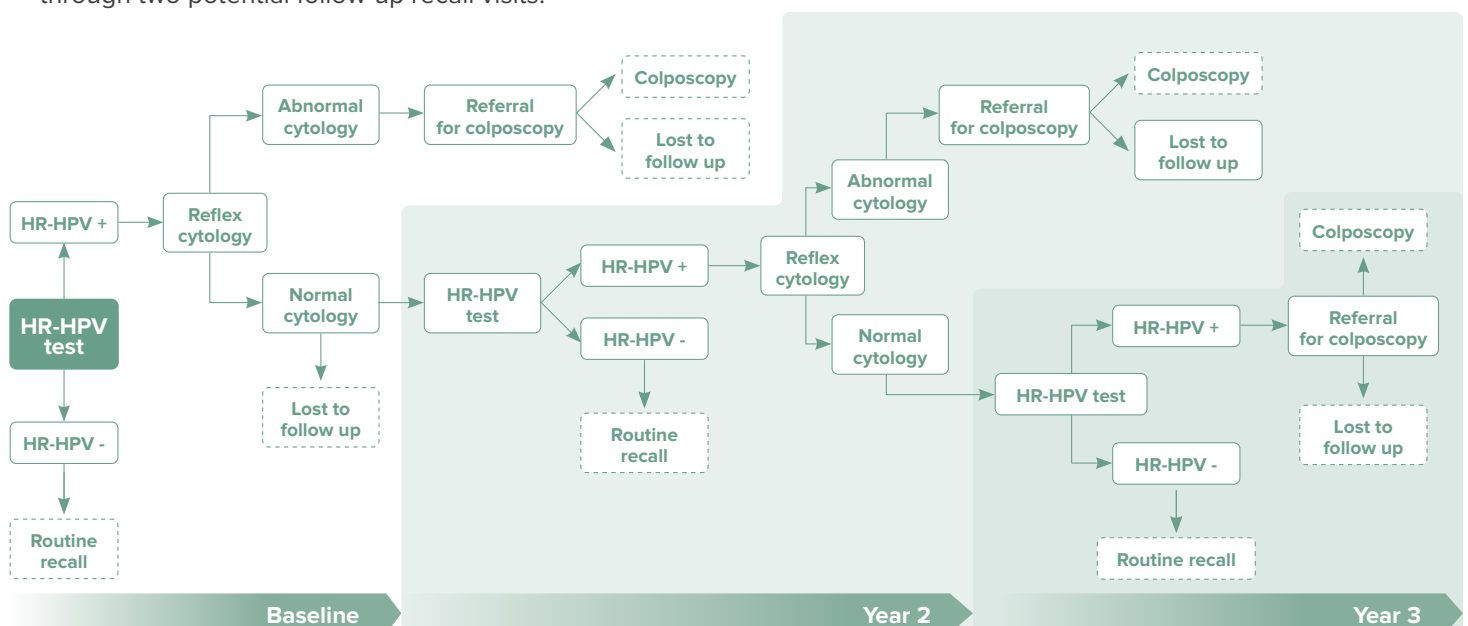 through two potential follow-up recall visits.
Colposcopy
Abnormal
cytology
Referral
for colposcopy
Lost to
follow up
HR-HPV +
Reflex
cytology
HR-HPV
test
Normal
cytology
Lost to
follow up
HR-HPV -
Routine
recall
HR-HPV
test
HR-HPV +
HR-HPV -
Routine
recall
Reflex
cytology
Abnormal
cytology
Referral
for colposcopy
Colposcopy
Lost to
follow up
Normal
cytology
HR-HPV test
HR-HPV +
Referral
for colposcopy
Colposcopy
Lost to
follow up
HR-HPV -
Routine recall
Baseline
Year 2
Year 3